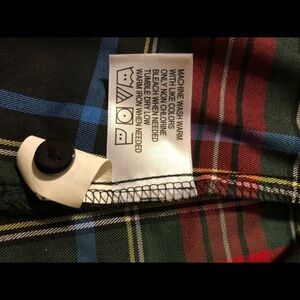 MACHINE WASH WARM
WITH LIKE COLORS
ONLY NON CHLORINE
BLEACH WHEN NEEDED
TUMBLE DRY LOW
WARM IRON WHEN NEEDED